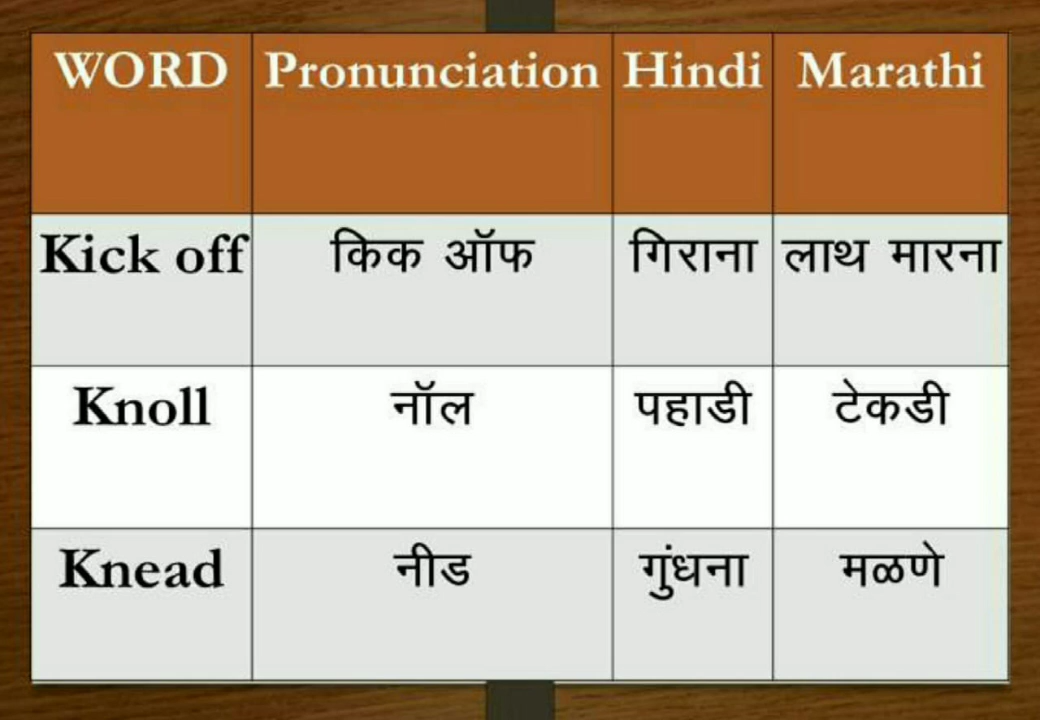 WORD Pronunciation Hindi Marathi
Kick off किक ऑफ गिराना लाथ मारना
Knoll नॉल पहाडी टेकडी
Knead नीड गुंधना मळणे